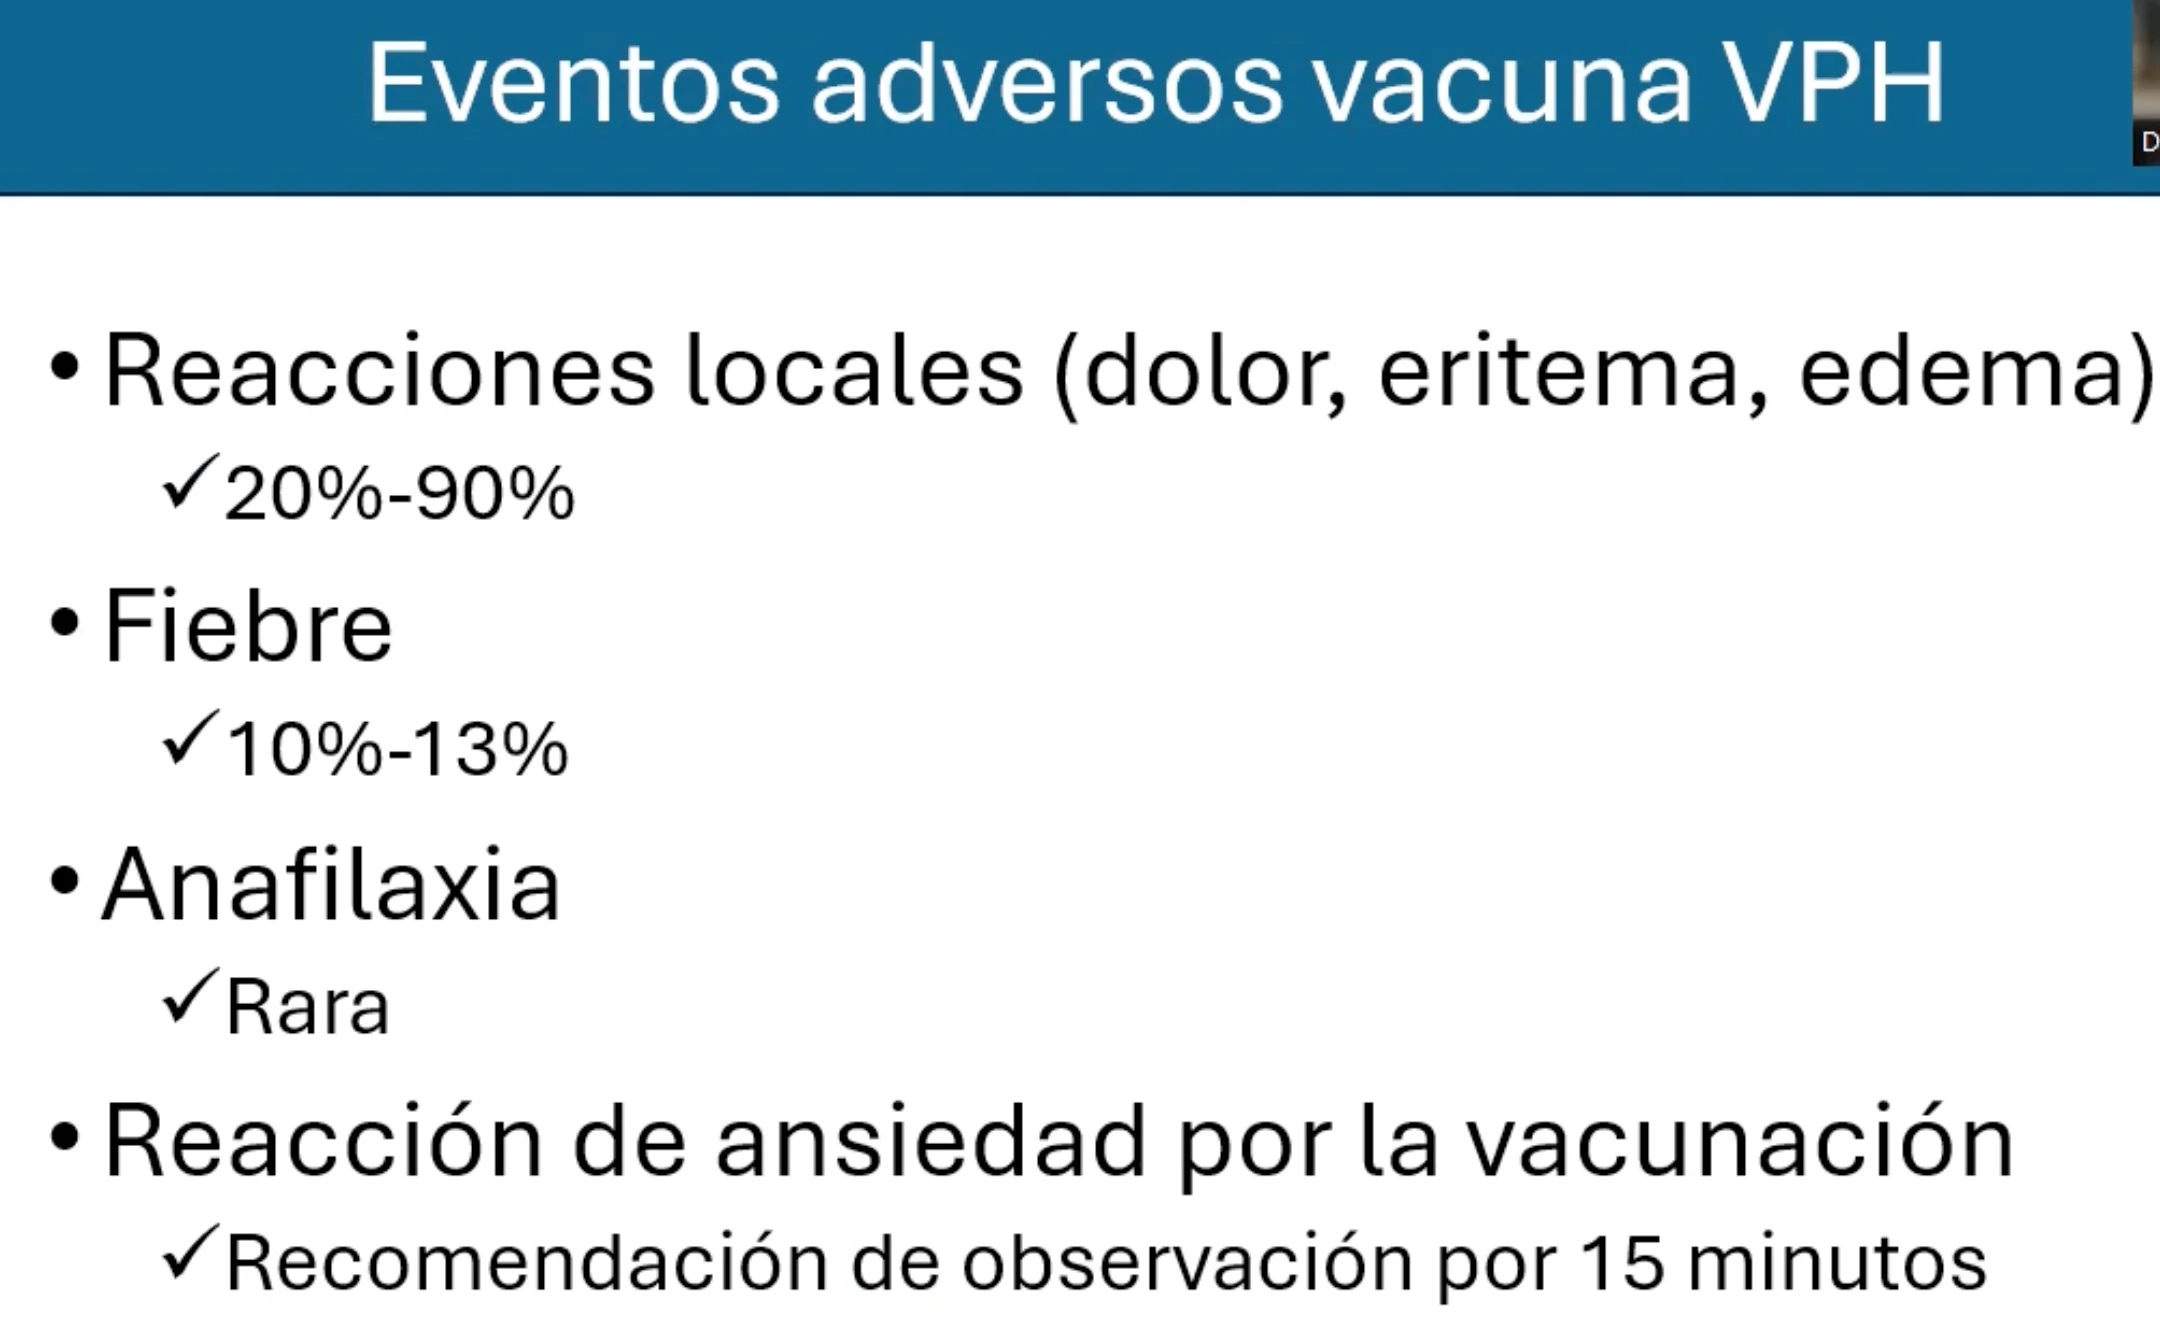 Eventos adversos vacuna VPH
D
• Reacciones locales (dolor, eritema, edema)
✓20%-90%
• Fiebre
✓10%-13%
• Anafilaxia
✓Rara
• Reacción de ansiedad por la vacunación
✓Recomendación de observación por 15 minutos